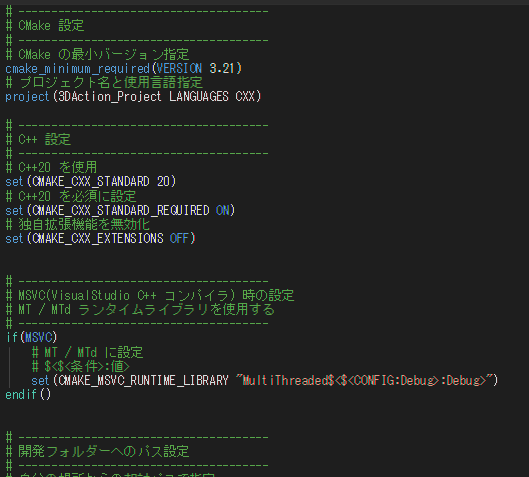 # -----------------------------------
# CMake 設定
# -----------------------------------
# CMake の最小バージョン指定
cmake_minimum_required(VERSION 3.21)
# プロジェクト名と使用言語指定
project(3DAction_Project LANGUAGES CXX)
# -----------------------------------
# C++ 設定
# -----------------------------------
# C++20 を使用
set(CMAKE_CXX_STANDARD 20)
# C++20 を必須に設定
set(CMAKE_CXX_STANDARD_REQUIRED ON)
# 独自拡張機能を無効化
set(CMAKE_CXX_EXTENSIONS OFF)
# -----------------------------------
# MSVC(VisualStudio C++ コンパイラ) 時の設定
# MT / MTd ランタイムライブラリを使用する
# -----------------------------------
if(MSVC)
# MT / MTd に設定
# $<$<条件>:値>
set(CMAKE_MSVC_RUNTIME_LIBRARY "MultiThreaded$<$<CONFIG:Debug>:Debug>")
endif()
# -----------------------------------
# 開発フォルダーへのパス設定
# -----------------------------------